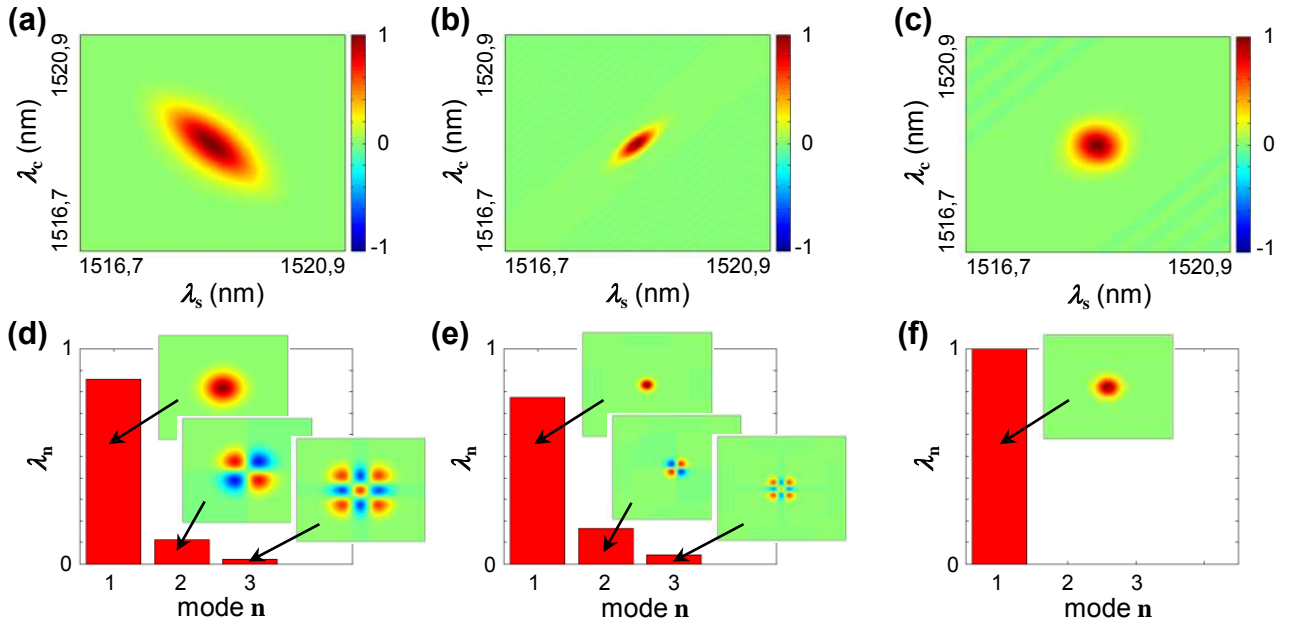 (a)
1520,9
λc (nm)
1516,7
1
0
-1
1516,7
1520,9
λs (nm)
(b)
1520,9
λc (nm)
1516,7
1
0
-1
1516,7
1520,9
λs (nm)
(c)
1520,9
λc (nm)
1516,7
1
0
-1
1516,7
1520,9
λs (nm)
(d)
1
λn
0
1
2
3
mode n
(e)
1
λn
0
1
2
3
mode n
(f)
1
λn
0
1
2
3
mode n